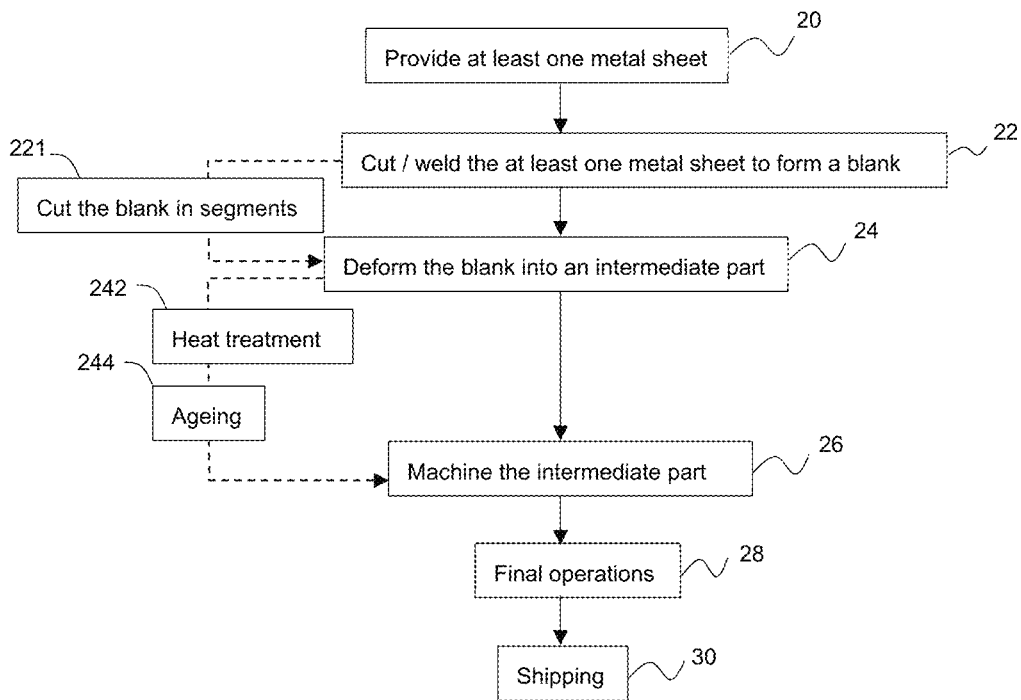 20
Provide at least one metal sheet
22
Cut / weld the at least one metal sheet to form a blank
221
Cut the blank in segments
24
Deform the blank into an intermediate part
242
Heat treatment
244
Ageing
26
Machine the intermediate part
28
Final operations
30
Shipping